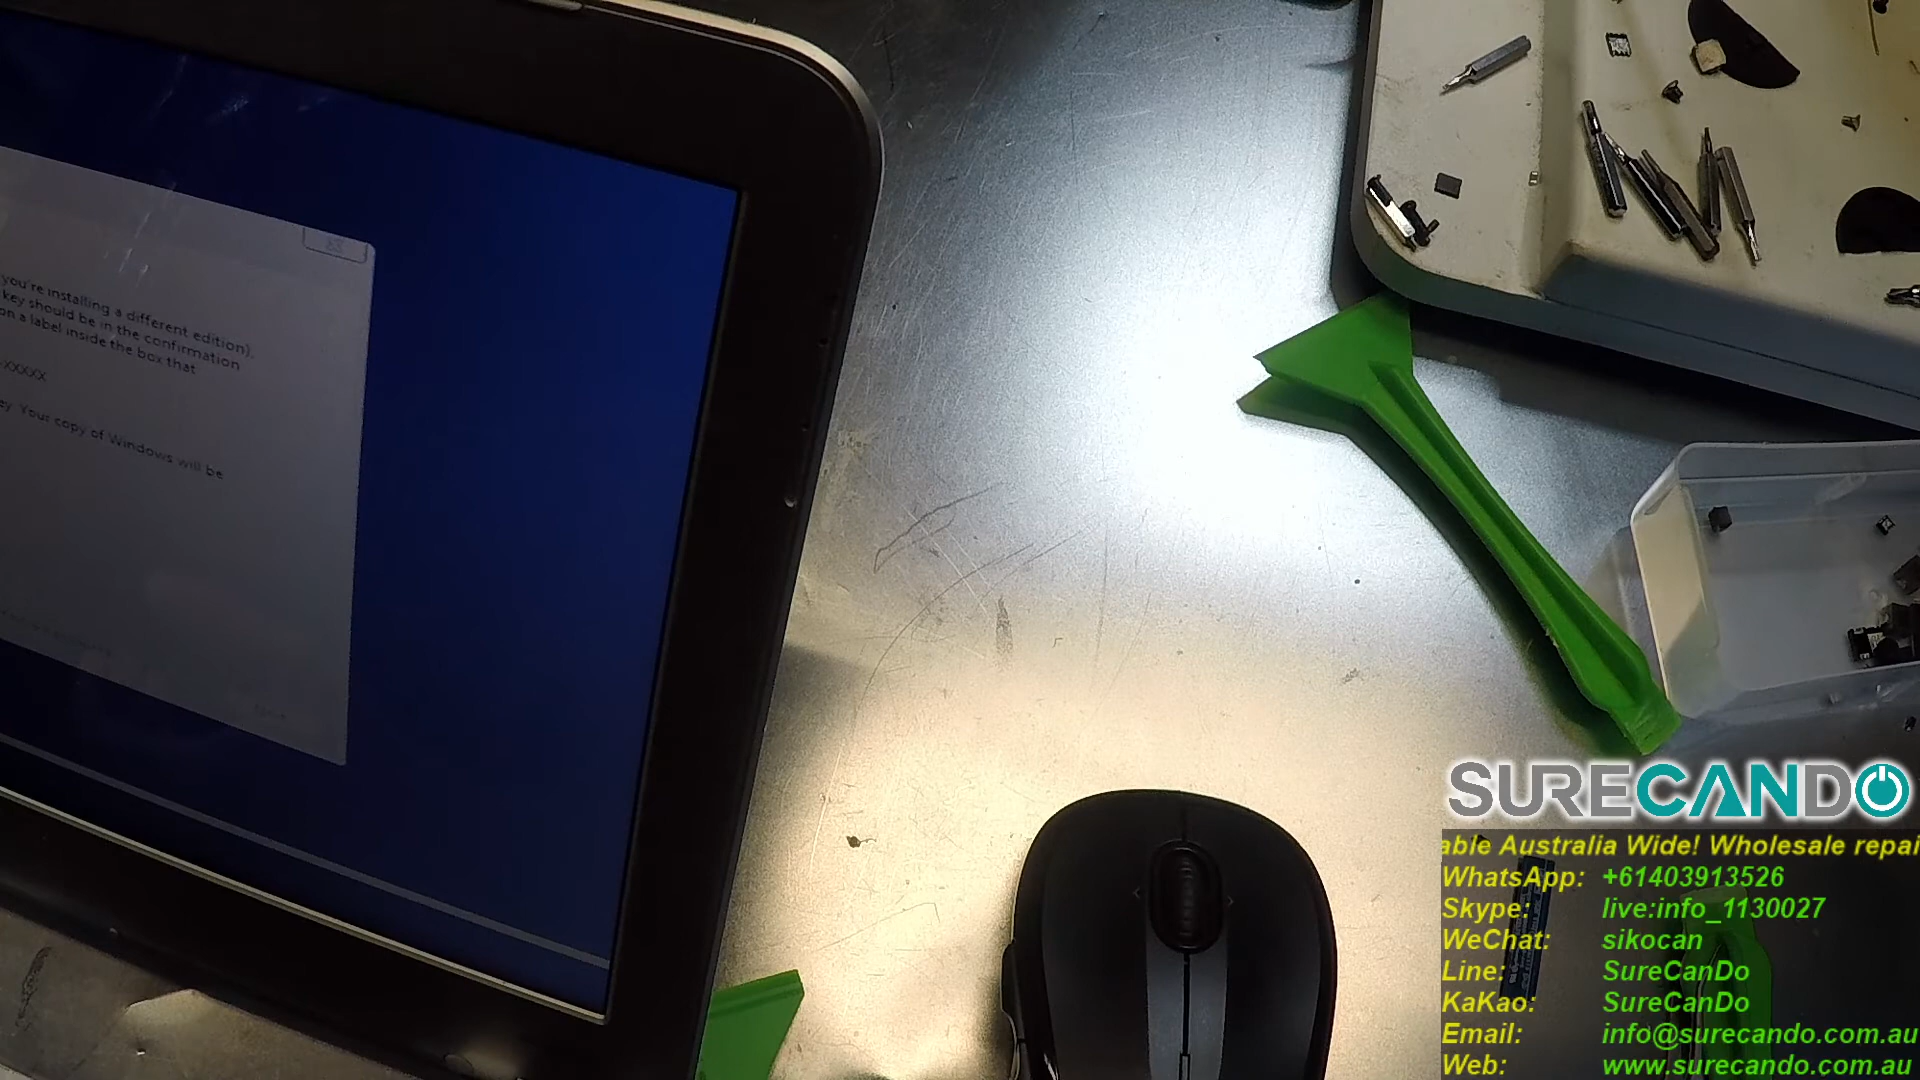 you're installing a different edition).
key should be in the confirmation
on a label inside the box that
-XXXXX
Your copy of Windows will be
SURECANDO
able Australia Wide! Wholesale repai
WhatsApp: +61403913526
Skype: live:info_1130027
WeChat: sikocan
Line: SureCanDo
KaKao: SureCanDo
Email: info@surecando.com.au
Web: www.surecando.com.au